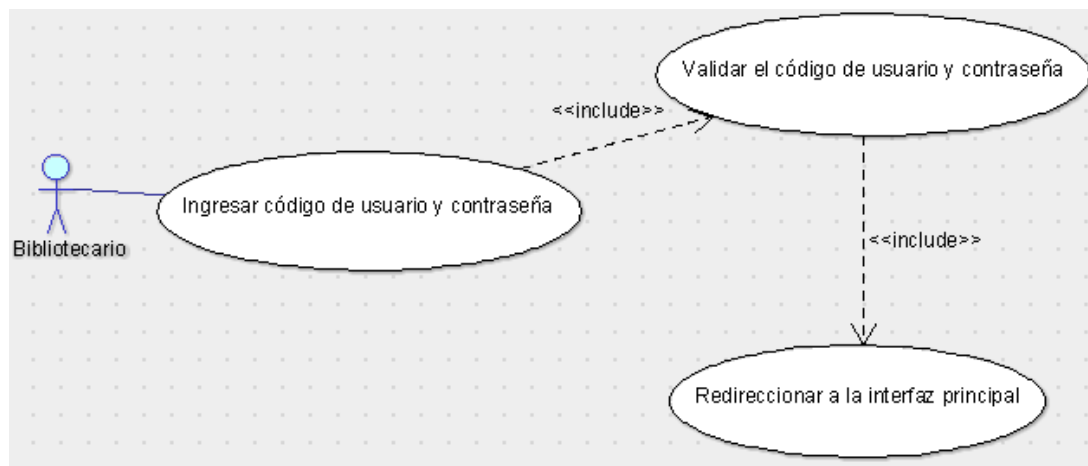 Validar el código de usuario y contraseña
<<include>>
Ingresar código de usuario y contraseña
Bibliotecario
<<include>>
Redireccionar a la interfaz principal